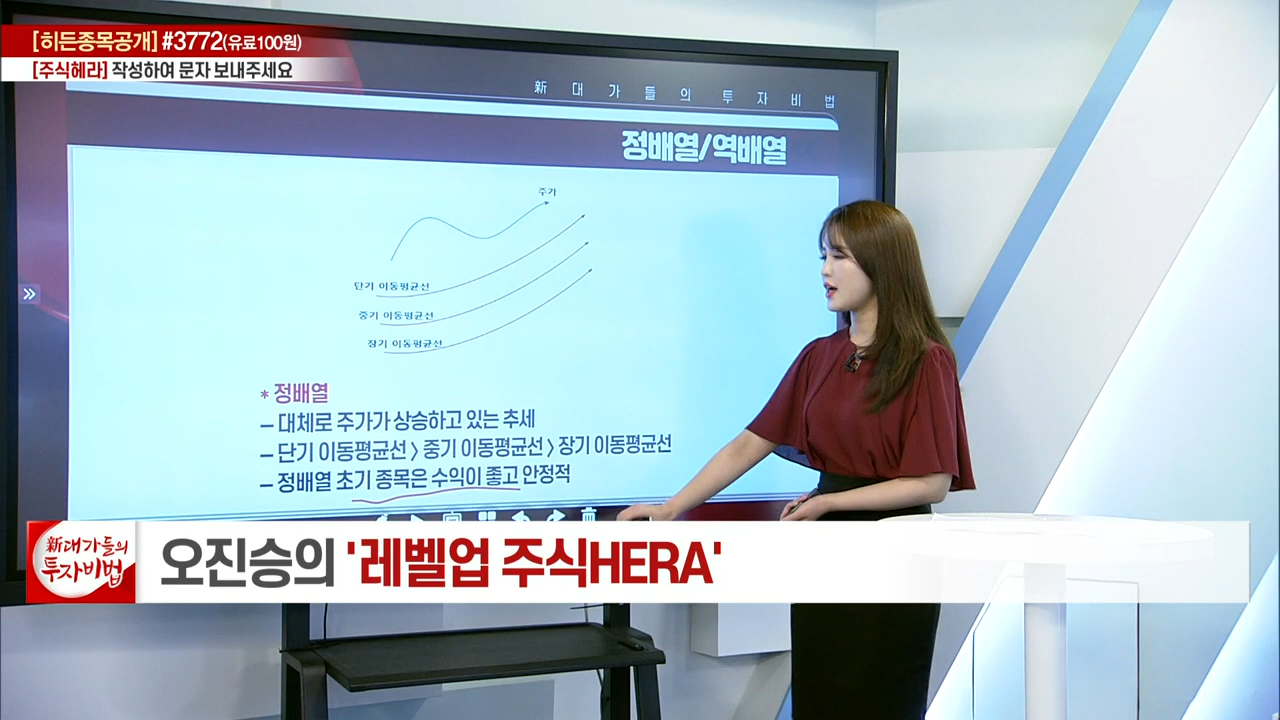 [히든종목공개] #3772(유료100원)
[주식헤라] 작성하여 문자 보내주세요
新 대가들의 투자비법
정배열/역배열
주가
단기 이동평균선
중기 이동평균선
장기 이동평균선
* 정배열
– 대체로 주가가 상승하고 있는 추세
– 단기 이동평균선 > 중기 이동평균선 > 장기 이동평균선
– 정배열 초기 종목은 수익이 좋고 안정적
新대가들의
투자비법
오진승의 '레벨업 주식HERA'